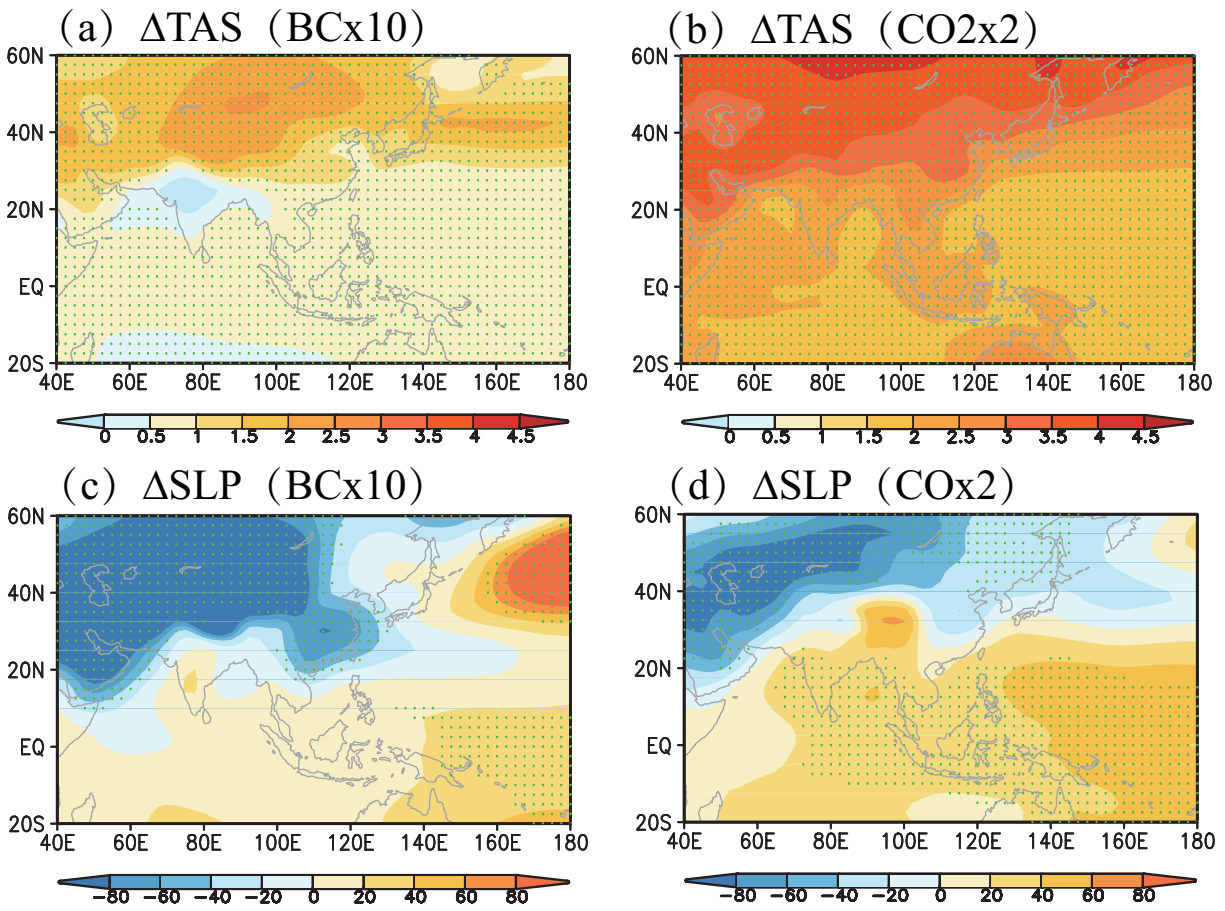 (a) ΔTAS (BCx10)
(b) ΔTAS (CO2x2)
60N
40N
20N
EQ
20S
40E 60E 80E 100E 120E 140E 160E 180
60N
40N
20N
EQ
20S
40E 60E 80E 100E 120E 140E 160E 180
0 0.5 1 1.5 2 2.5 3 3.5 4 4.5
0 0.5 1 1.5 2 2.5 3 3.5 4 4.5
(c) ΔSLP (BCx10)
(d) ΔSLP (COx2)
60N
40N
20N
EQ
20S
40E 60E 80E 100E 120E 140E 160E 180
60N
40N
20N
EQ
20S
40E 60E 80E 100E 120E 140E 160E 180
-80 -60 -40 -20 0 20 40 60 80
-80 -60 -40 -20 0 20 40 60 80